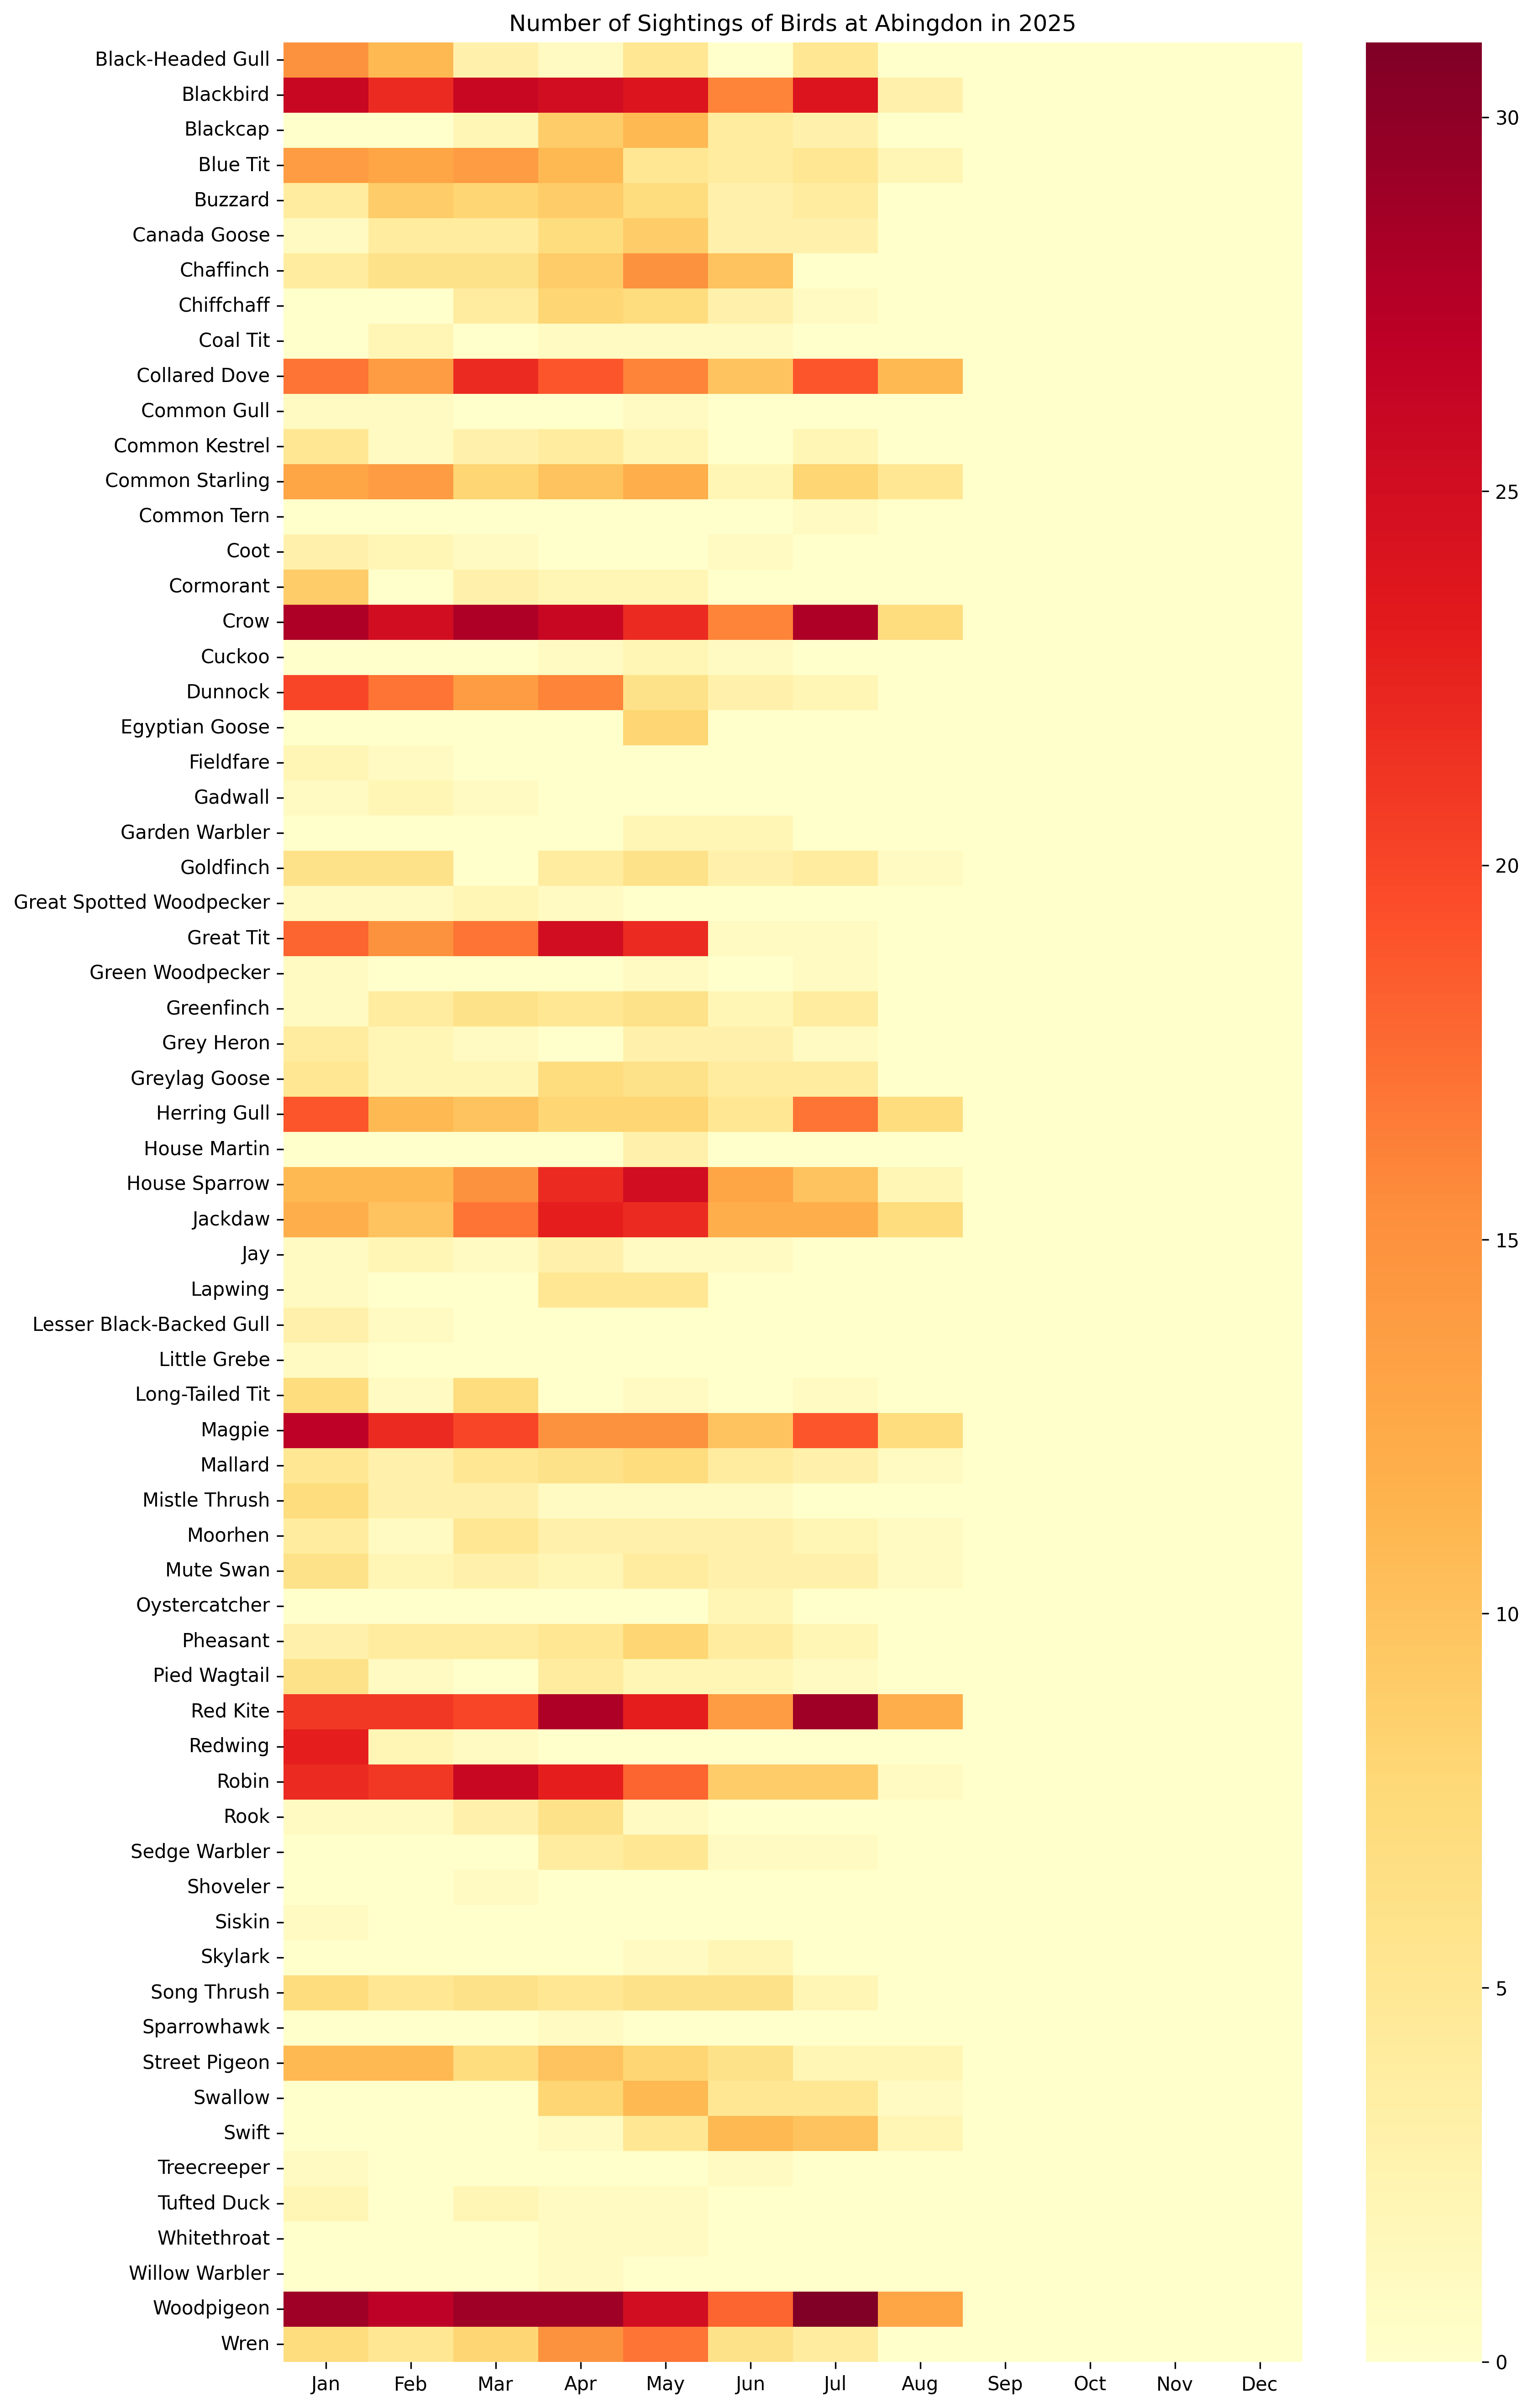 Number of Sightings of Birds at Abingdon in 2025
Black-Headed Gull
Blackbird
Blackcap
Blue Tit
Buzzard
Canada Goose
Chaffinch
Chiffchaff
Coal Tit
Collared Dove
Common Gull
Common Kestrel
Common Starling
Common Tern
Coot
Cormorant
Crow
Cuckoo
Dunnock
Egyptian Goose
Fieldfare
Gadwall
Garden Warbler
Goldfinch
Great Spotted Woodpecker
Great Tit
Green Woodpecker
Greenfinch
Grey Heron
Greylag Goose
Herring Gull
House Martin
House Sparrow
Jackdaw
Jay
Lapwing
Lesser Black-Backed Gull
Little Grebe
Long-Tailed Tit
Magpie
Mallard
Mistle Thrush
Moorhen
Mute Swan
Oystercatcher
Pheasant
Pied Wagtail
Red Kite
Redwing
Robin
Rook
Sedge Warbler
Shoveler
Siskin
Skylark
Song Thrush
Sparrowhawk
Street Pigeon
Swallow
Swift
Treecreeper
Tufted Duck
Whitethroat
Willow Warbler
Woodpigeon
Wren
Jan Feb Mar Apr May Jun Jul Aug Sep Oct Nov Dec
30
25
20
15
10
5
0